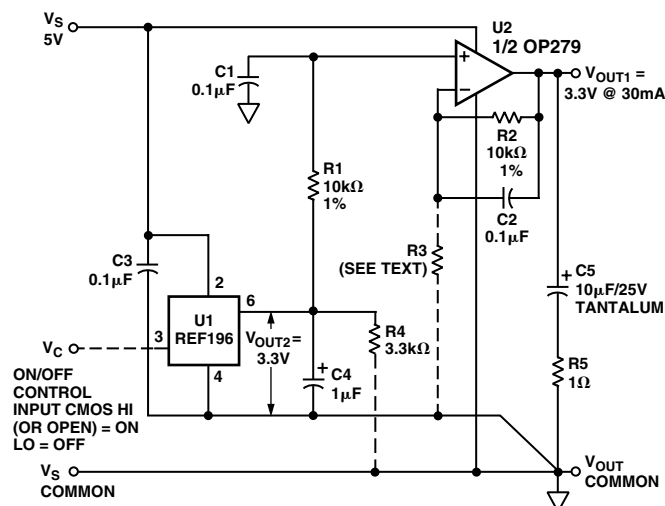 VS
5V
U2
1/2 OP279
C1
0.1μF
+
−
VOUT1 =
3.3V @ 30mA
R2
10kΩ
1%
R1
10kΩ
1%
C2
0.1μF
C3
0.1μF
R3
(SEE TEXT)
+
C5
10μF/25V
TANTALUM
2
6
U1
REF196
3
4
VOUT2 =
3.3V
R4
3.3kΩ
+
C4
1μF
R5
1Ω
VC
ON/OFF
CONTROL
INPUT CMOS HI
(OR OPEN) = ON
LO = OFF
VS
COMMON
VOUT
COMMON